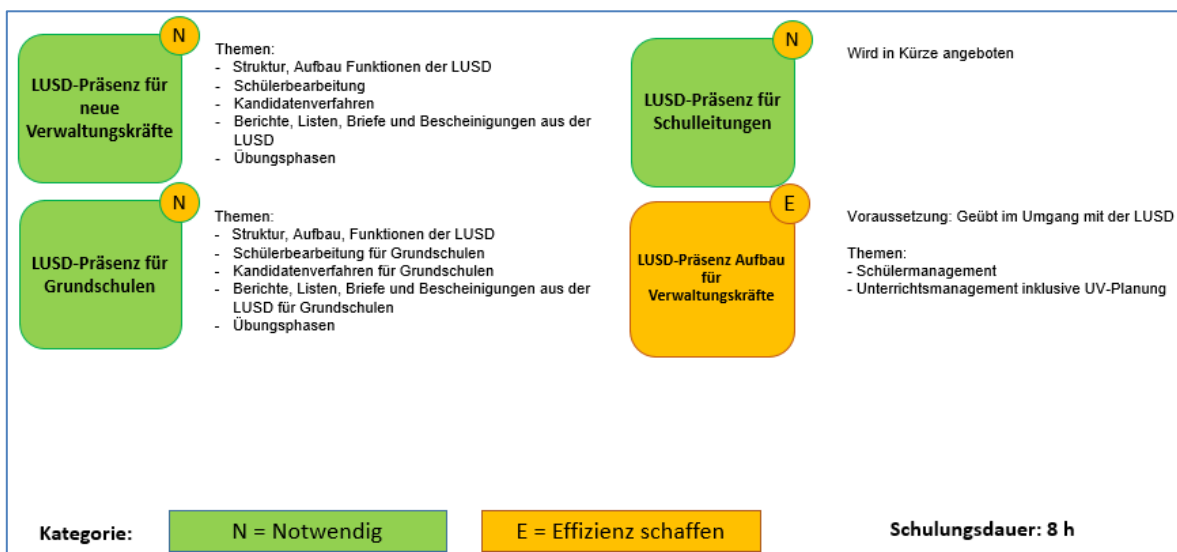 N
LUSD-Präsenz für
neue
Verwaltungskräfte
Themen:
- Struktur, Aufbau Funktionen der LUSD
- Schülerbearbeitung
- Kandidatenverfahren
- Berichte, Listen, Briefe und Bescheinigungen aus der
LUSD
- Übungsphasen
N
LUSD-Präsenz für
Schulleitungen
Wird in Kürze angeboten
N
LUSD-Präsenz für
Grundschulen
Themen:
- Struktur, Aufbau, Funktionen der LUSD
- Schülerbearbeitung für Grundschulen
- Kandidatenverfahren für Grundschulen
- Berichte, Listen, Briefe und Bescheinigungen aus der
LUSD für Grundschulen
- Übungsphasen
E
LUSD-Präsenz Aufbau
für
Verwaltungskräfte
Voraussetzung: Geübt im Umgang mit der LUSD
Themen:
- Schülermanagement
- Unterrichtsmanagement inklusive UV-Planung
Kategorie:
N = Notwendig
E = Effizienz schaffen
Schulungsdauer: 8 h